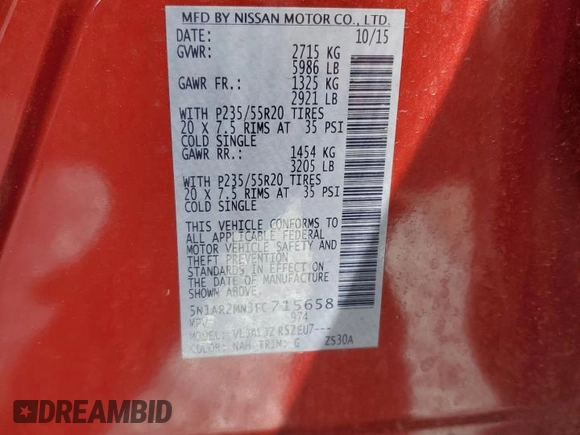 MFD BY NISSAN MOTOR CO., LTD.
DATE: 10/15
GVWR: 2715 KG
5986 LB
GAWR FR.: 1325 KG
2921 LB
WITH P235/55R20 TIRES
20 X 7.5 RIMS AT 35 PSI
COLD SINGLE
GAWR RR.: 1454 KG
3205 LB
WITH P235/55R20 TIRES
20 X 7.5 RIMS AT 35 PSI
COLD SINGLE
THIS VEHICLE CONFORMS TO
ALL APPLICABLE FEDERAL
MOTOR VEHICLE SAFETY AND
THEFT PREVENTION
STANDARDS IN EFFECT ON
THE DATE OF MANUFACTURE
SHOWN ABOVE.
5N1AR2MN3FC715658
MPV 974
MODEL:
COLOR: NAH TRIM: G ZS30A
DREAMBID